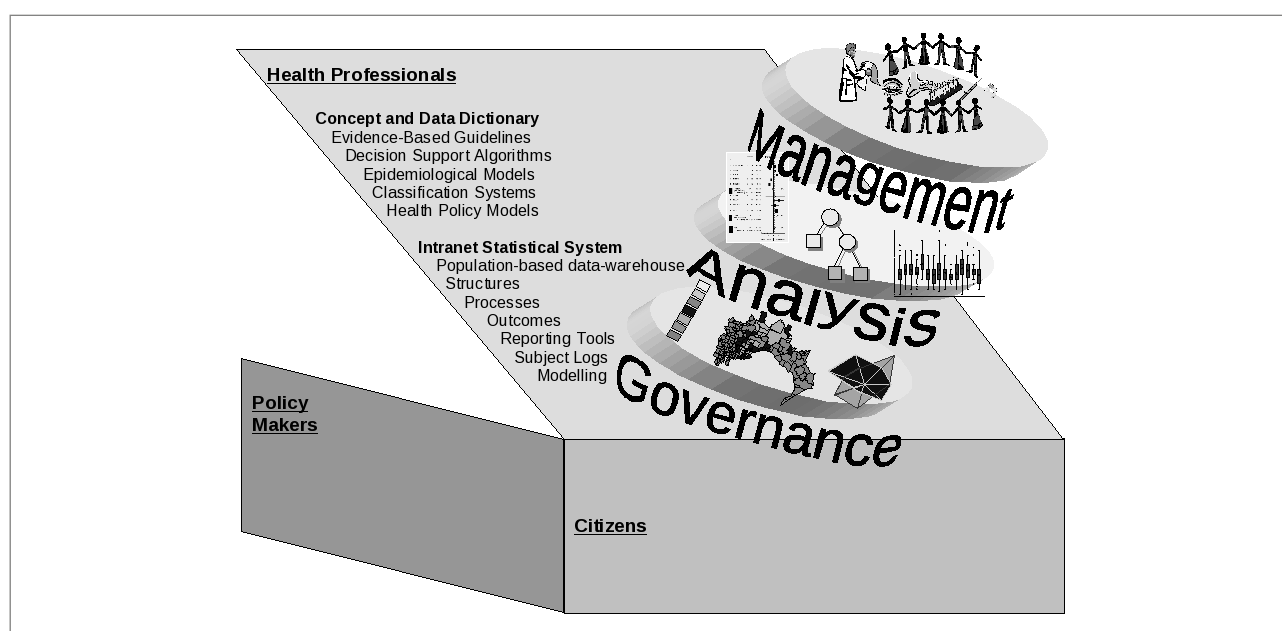 Health Professionals
Concept and Data Dictionary
Evidence-Based Guidelines
Decision Support Algorithms
Epidemiological Models
Classification Systems
Health Policy Models
Intranet Statistical System
Population-based data-warehouse
Structures
Processes
Outcomes
Reporting Tools
Subject Logs
Modelling
Management
Analysis
Governance
Policy
Makers
Citizens